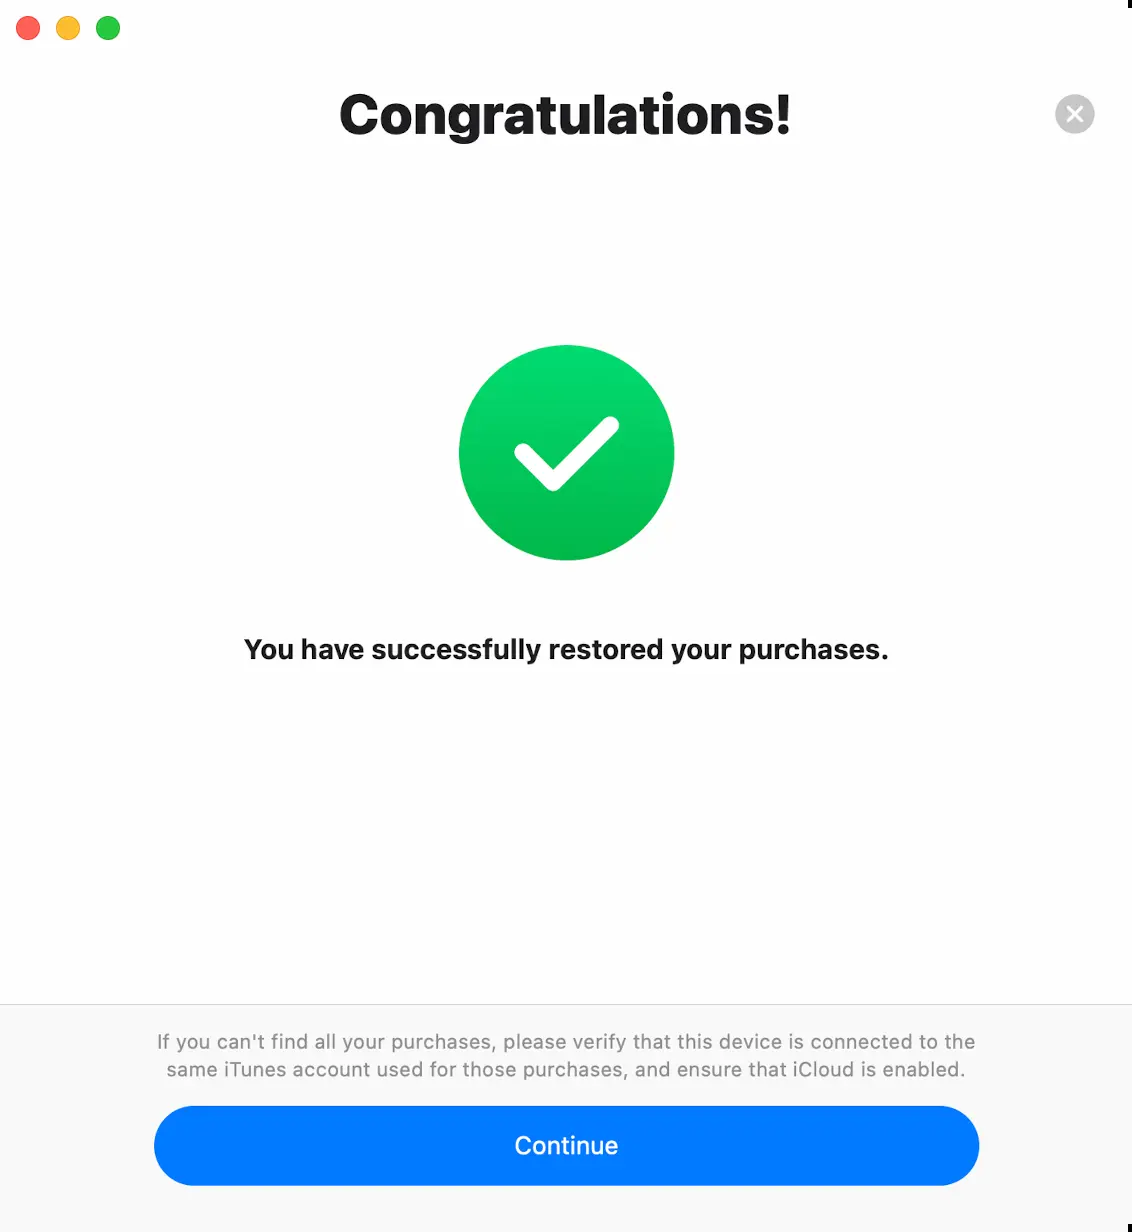 Congratulations!
You have successfully restored your purchases.
If you can't find all your purchases, please verify that this device is connected to the
same iTunes account used for those purchases, and ensure that iCloud is enabled.
Continue